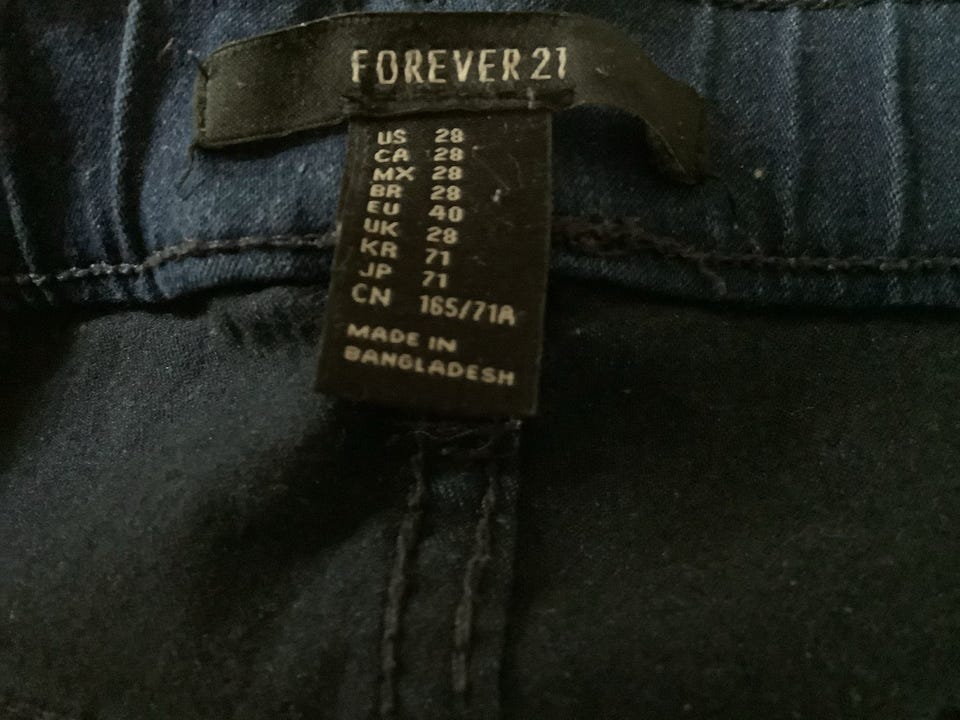 FOREVER 21
US 28
CA 28
MX 28
BR 28
EU 40
UK 28
KR 71
JP 71
CN 165/71A
MADE IN
BANGLADESH